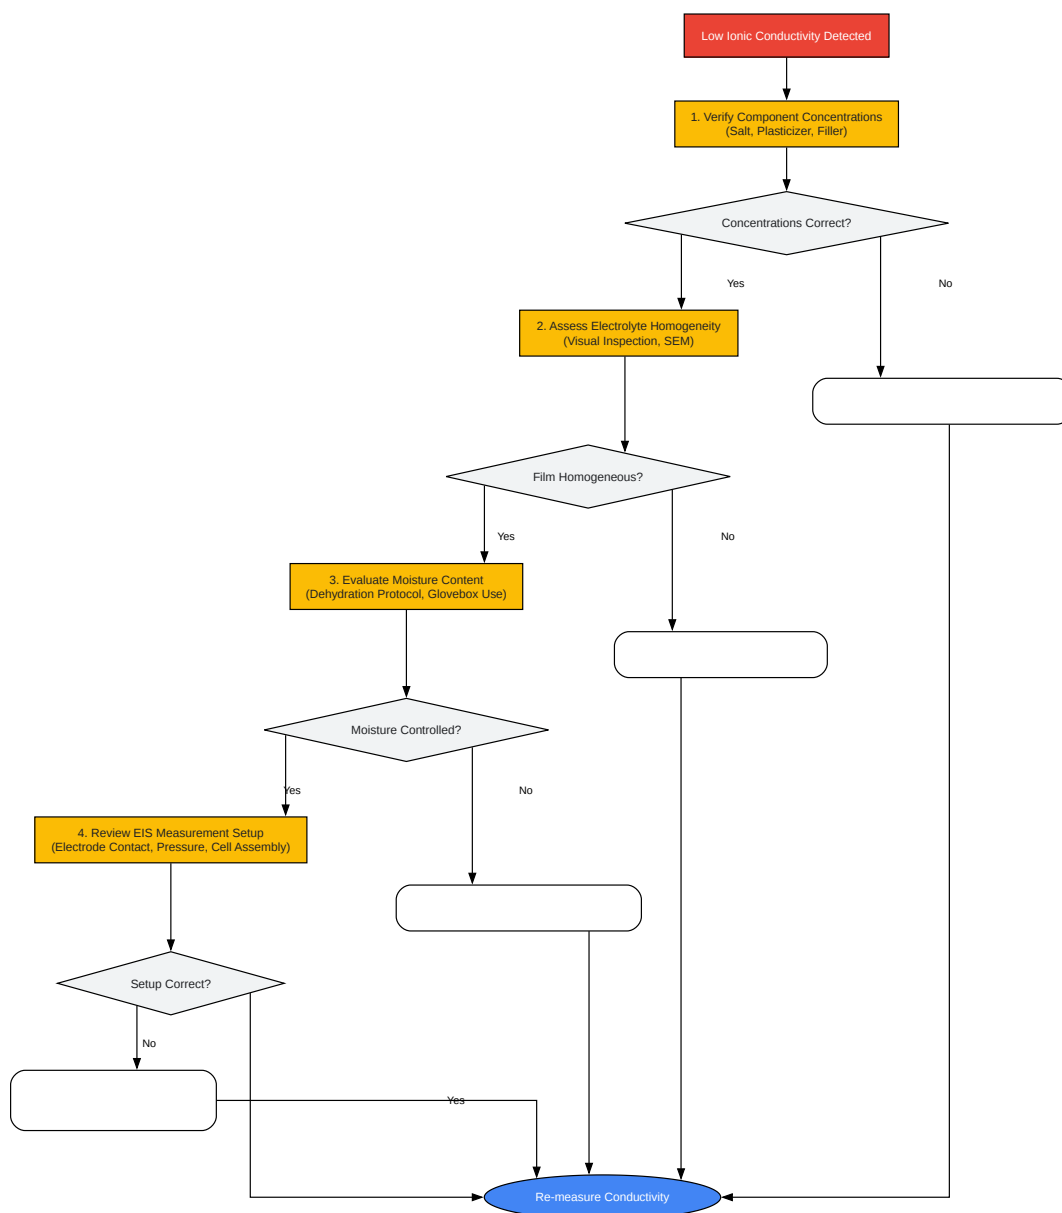 Low Ionic Conductivity Detected
1. Verify Component Concentrations
(Salt, Plasticizer, Filler)
Concentrations Correct?
Yes
No
2. Assess Electrolyte Homogeneity
(Visual Inspection, SEM)
Film Homogeneous?
Yes
No
3. Evaluate Moisture Content
(Dehydration Protocol, Glovebox Use)
Moisture Controlled?
Yes
No
4. Review EIS Measurement Setup
(Electrode Contact, Pressure, Cell Assembly)
Setup Correct?
No
Yes
Re-measure Conductivity